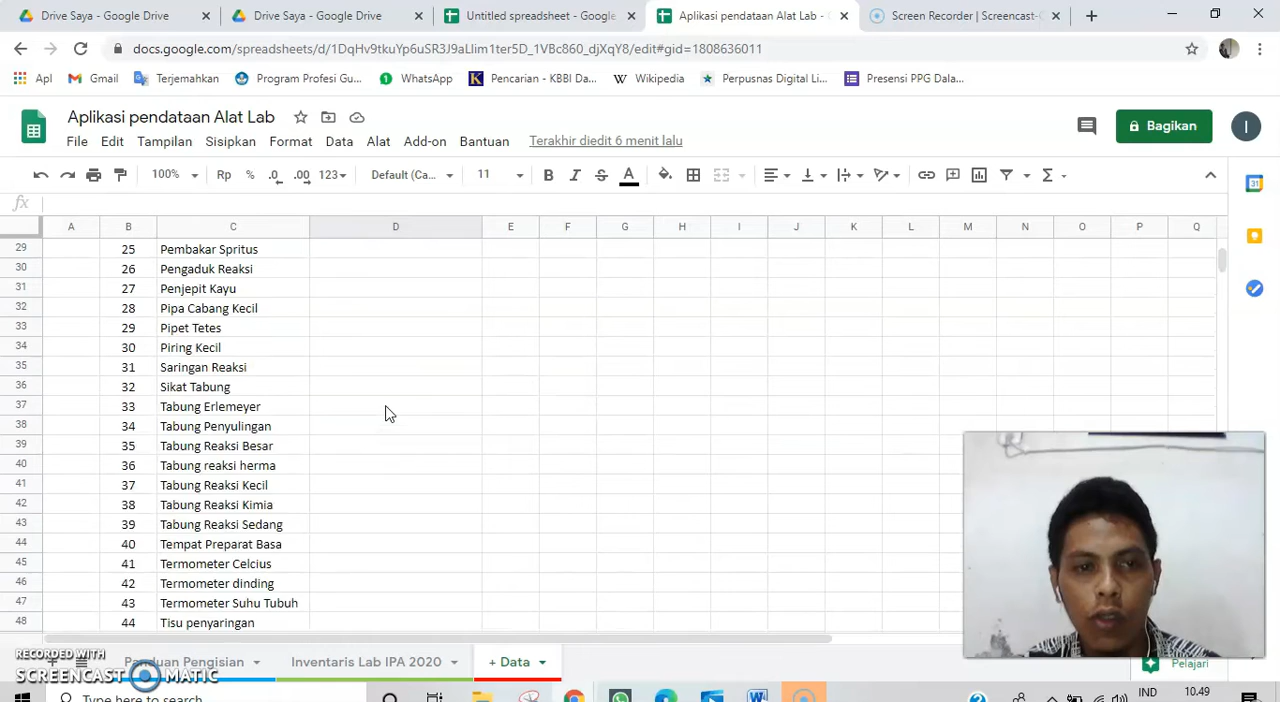 Drive Saya - Google Drive
Drive Saya - Google Drive
Untitled spreadsheet - Google
Aplikasi pendataan Alat Lab -
Screen Recorder | Screencast-
docs.google.com/spreadsheets/d/1DqHv9tkuYp6uSR3J9aLlim1ter5D_1VBc860_djXqY8/edit#gid=1808636011
Apl
Gmail
Terjemahkan
Program Profesi Gu...
WhatsApp
Pencarian - KBBI Da...
Wikipedia
Perpusnas Digital Li...
Presensi PPG Dala...
Aplikasi pendataan Alat Lab
Bagikan
I
File Edit Tampilan Sisipkan Format Data Alat Add-on Bantuan Terakhir diedit 6 menit lalu
100% Rp % .0 .00 123 Default (Ca... 11 B I S A
fx
A B C D E F G H I J K L M N O P Q
29 25 Pembakar Spritus
30 26 Pengaduk Reaksi
31 27 Penjepit Kayu
32 28 Pipa Cabang Kecil
33 29 Pipet Tetes
34 30 Piring Kecil
35 31 Saringan Reaksi
36 32 Sikat Tabung
37 33 Tabung Erlemeyer
38 34 Tabung Penyulingan
39 35 Tabung Reaksi Besar
40 36 Tabung reaksi herma
41 37 Tabung Reaksi Kecil
42 38 Tabung Reaksi Kimia
43 39 Tabung Reaksi Sedang
44 40 Tempat Preparat Basa
45 41 Termometer Celcius
46 42 Termometer dinding
47 43 Termometer Suhu Tubuh
48 44 Tisu penyaringan
Panduan Pengisian
Inventaris Lab IPA 2020
+ Data
Pelajari
RECORDED WITH
SCREENCAST MATIC
Type here to search
IND
10.49